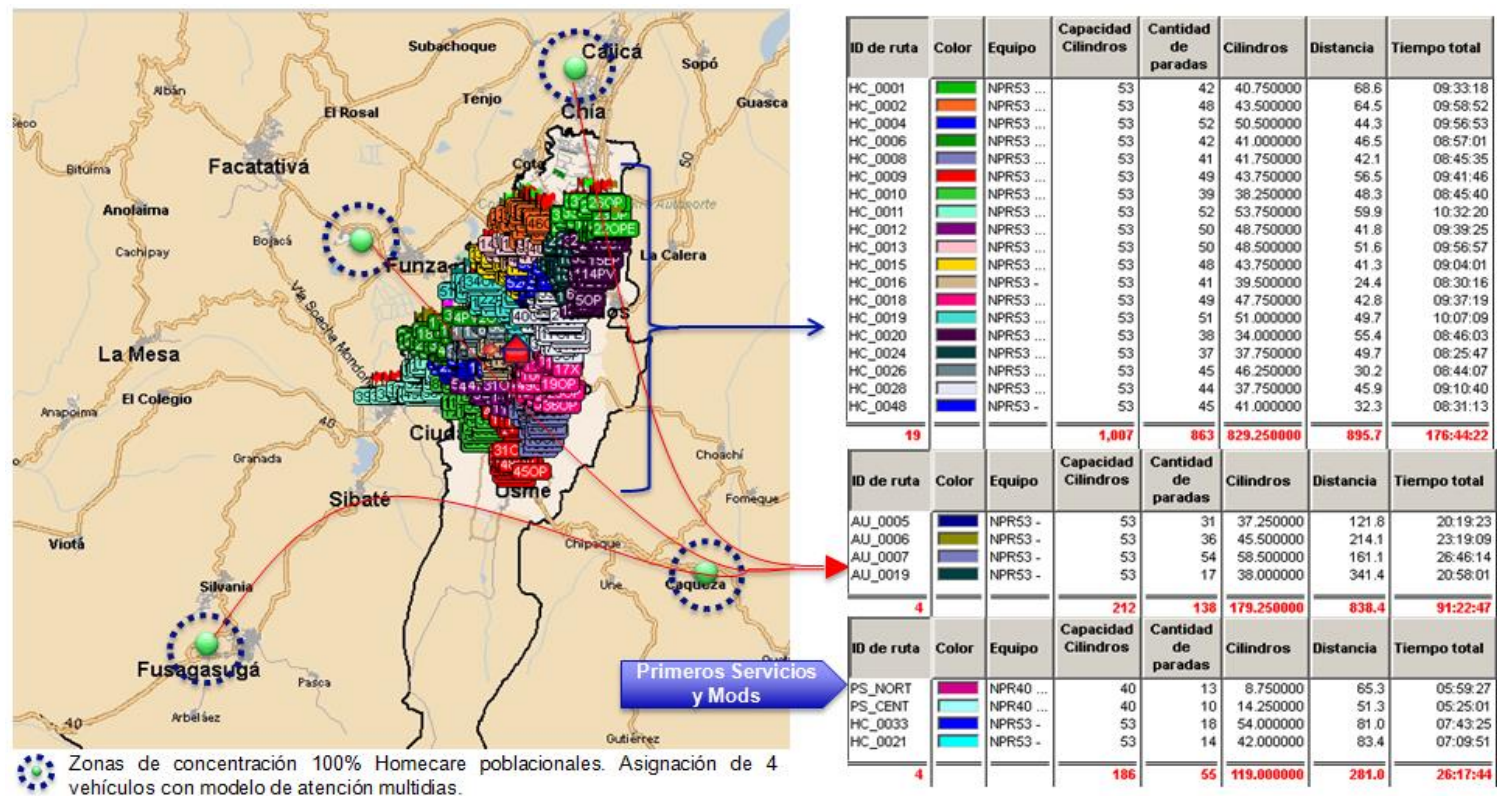 Subachoque
Cajicá
Sopó
Albán
Tenjo
Guasca
El Rosal
Chía
Facatativá
Bituima
Cota
50
Anolaima
Bojacá
Cachipay
Funza
La Calera
Vía Soacha Mondoñ
La Mesa
El Colegio
Anapoima
40
Choachí
Granada
Usme
Sibaté
Fomeque
Viotá
Chipaque
Une
Caqueza
Silvania
Fusagasugá
Pasca
Arbeláez
40
Gutierrez
Primeros Servicios
y Mods
Zonas de concentración 100% Homecare poblacionales. Asignación de 4
vehículos con modelo de atención multidias.
ID de ruta Color Equipo Capacidad Cilindros Cantidad de paradas Cilindros Distancia Tiempo total
HC_0001 NPR53 ... 53 42 40.750000 68.6 09:33:18
HC_0002 NPR53 ... 53 48 43.500000 64.5 09:58:52
HC_0004 NPR53 ... 53 52 50.500000 44.3 09:56:53
HC_0006 NPR53 ... 53 42 41.000000 46.5 08:57:01
HC_0008 NPR53 ... 53 41 41.750000 42.1 08:45:35
HC_0009 NPR53 ... 53 49 43.750000 56.5 09:41:46
HC_0010 NPR53 ... 53 39 38.250000 48.3 08:45:40
HC_0011 NPR53 ... 53 52 53.750000 59.9 10:32:20
HC_0012 NPR53 ... 53 50 48.750000 41.8 09:39:25
HC_0013 NPR53 ... 53 50 48.500000 51.6 09:56:57
HC_0015 NPR53 ... 53 48 43.750000 41.3 09:04:01
HC_0016 NPR53 - 53 41 39.500000 24.4 08:30:16
HC_0018 NPR53 ... 53 49 47.750000 42.8 09:37:19
HC_0019 NPR53 ... 53 51 51.000000 49.7 10:07:09
HC_0020 NPR53 ... 53 38 34.000000 55.4 08:46:03
HC_0024 NPR53 ... 53 37 37.750000 49.7 08:25:47
HC_0026 NPR53 ... 53 45 46.250000 30.2 08:44:07
HC_0028 NPR53 ... 53 44 37.750000 45.9 09:10:40
HC_0048 NPR53 - 53 45 41.000000 32.3 08:31:13
19 1,007 863 829.250000 895.7 176:44:22
ID de ruta Color Equipo Capacidad Cilindros Cantidad de paradas Cilindros Distancia Tiempo total
AU_0005 NPR53 - 53 31 37.250000 121.8 20:19:23
AU_0006 NPR53 - 53 36 45.500000 214.1 23:19:09
AU_0007 NPR53 - 53 54 58.500000 161.1 26:46:14
AU_0019 NPR53 - 53 17 38.000000 341.4 20:58:01
4 212 138 179.250000 838.4 91:22:47
ID de ruta Color Equipo Capacidad Cilindros Cantidad de paradas Cilindros Distancia Tiempo total
PS_NORT NPR40 ... 40 13 8.750000 65.3 05:59:27
PS_CENT NPR40 ... 40 10 14.250000 51.3 05:25:01
HC_0033 NPR53 - 53 18 54.000000 81.0 07:43:25
HC_0021 NPR53 - 53 14 42.000000 83.4 07:09:51
4 186 55 119.000000 281.0 26:17:44